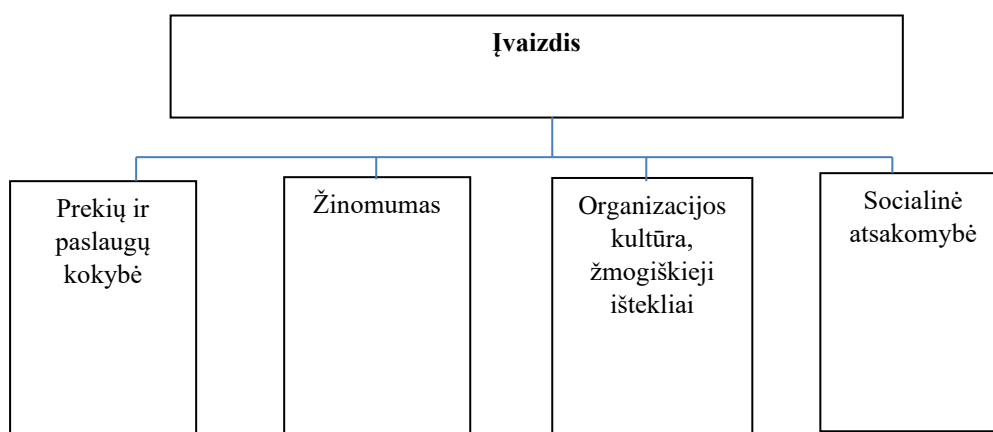 Įvaizdis
Prekių ir
paslaugų
kokybė
Žinomumas
Organizacijos
kultūra,
žmogiškieji
ištekliai
Socialinė
atsakomybė